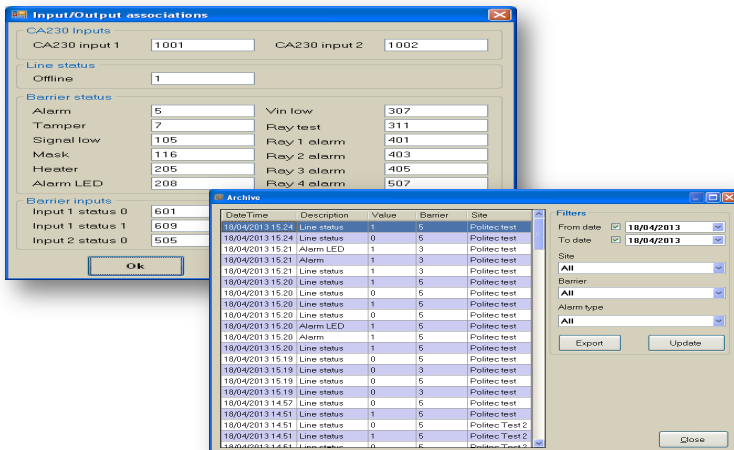 Input/Output associations
CA230 Inputs
CA230 input 1 1001 CA230 input 2 1002
Line status
Offline 1
Barrier status
Alarm 5 Vin low 307
Tamper 7 Ray test 311
Signal low 105 Ray 1 alarm 401
Mask 116 Ray 2 alarm 403
Heater 205 Ray 3 alarm 405
Alarm LED 208 Ray 4 alarm 507
Barrier inputs
Input 1 status 0 601
Input 1 status 1 609
Input 2 status 0 505
Ok
Archive
DateTime Description Value Barrier Site
18/04/2013 15.24 Line status 1 5 Politec test
18/04/2013 15.24 Line status 0 5 Politec test
18/04/2013 15.21 Alarm LED 1 3 Politec test
18/04/2013 15.21 Alarm 1 3 Politec test
18/04/2013 15.21 Line status 1 3 Politec test
18/04/2013 15.20 Line status 1 5 Politec test
18/04/2013 15.20 Line status 0 5 Politec test
18/04/2013 15.20 Line status 1 5 Politec test
18/04/2013 15.20 Line status 0 5 Politec test
18/04/2013 15.20 Alarm LED 1 5 Politec test
18/04/2013 15.20 Alarm 1 5 Politec test
18/04/2013 15.20 Line status 1 5 Politec test
18/04/2013 15.19 Line status 0 5 Politec test
18/04/2013 15.19 Line status 0 3 Politec test
18/04/2013 15.19 Line status 0 5 Politec test
18/04/2013 15.19 Line status 0 3 Politec test
18/04/2013 14.57 Line status 0 5 Politec test
18/04/2013 14.51 Line status 1 5 Politec test
18/04/2013 14.51 Line status 0 5 Politec Test 2
18/04/2013 14.51 Line status 1 5 Politec Test 2
18/04/2013 14.51 Line status 0 5 Politec Test 2
Filters
From date 18/04/2013
To date 18/04/2013
Site
All
Barrier
All
Alarm type
All
Export Update
Close